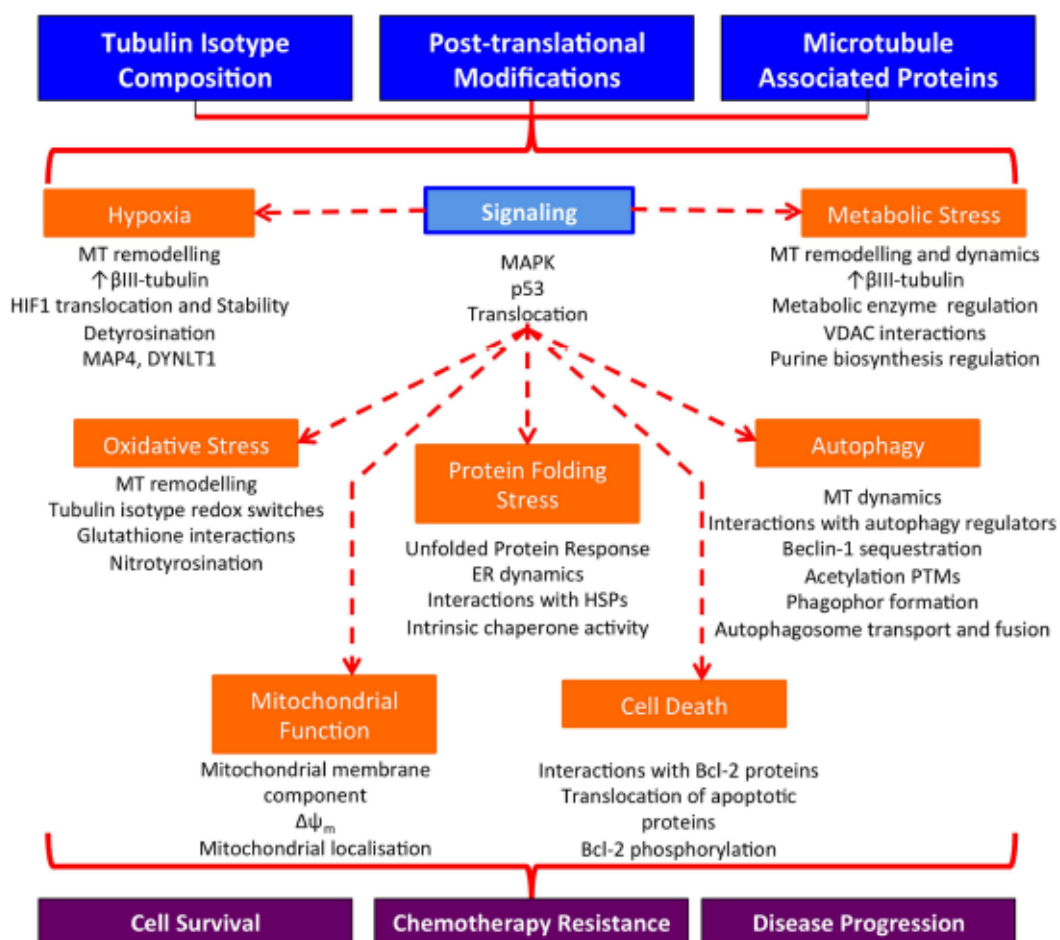 Tubulin Isotype
Composition
Post-translational
Modifications
Microtubule
Associated Proteins
Hypoxia
MT remodelling
↑βIII-tubulin
HIF1 translocation and Stability
Detyrosination
MAP4, DYNLT1
Signaling
MAPK
p53
Translocation
Metabolic Stress
MT remodelling and dynamics
↑βIII-tubulin
Metabolic enzyme regulation
VDAC interactions
Purine biosynthesis regulation
Oxidative Stress
MT remodelling
Tubulin isotype redox switches
Glutathione interactions
Nitrotyrosination
Protein Folding
Stress
Unfolded Protein Response
ER dynamics
Interactions with HSPs
Intrinsic chaperone activity
Autophagy
MT dynamics
Interactions with autophagy regulators
Beclin-1 sequestration
Acetylation PTMs
Phagophor formation
Autophagosome transport and fusion
Mitochondrial
Function
Mitochondrial membrane
component
Δψm
Mitochondrial localisation
Cell Death
Interactions with Bcl-2 proteins
Translocation of apoptotic
proteins
Bcl-2 phosphorylation
Cell Survival
Chemotherapy Resistance
Disease Progression